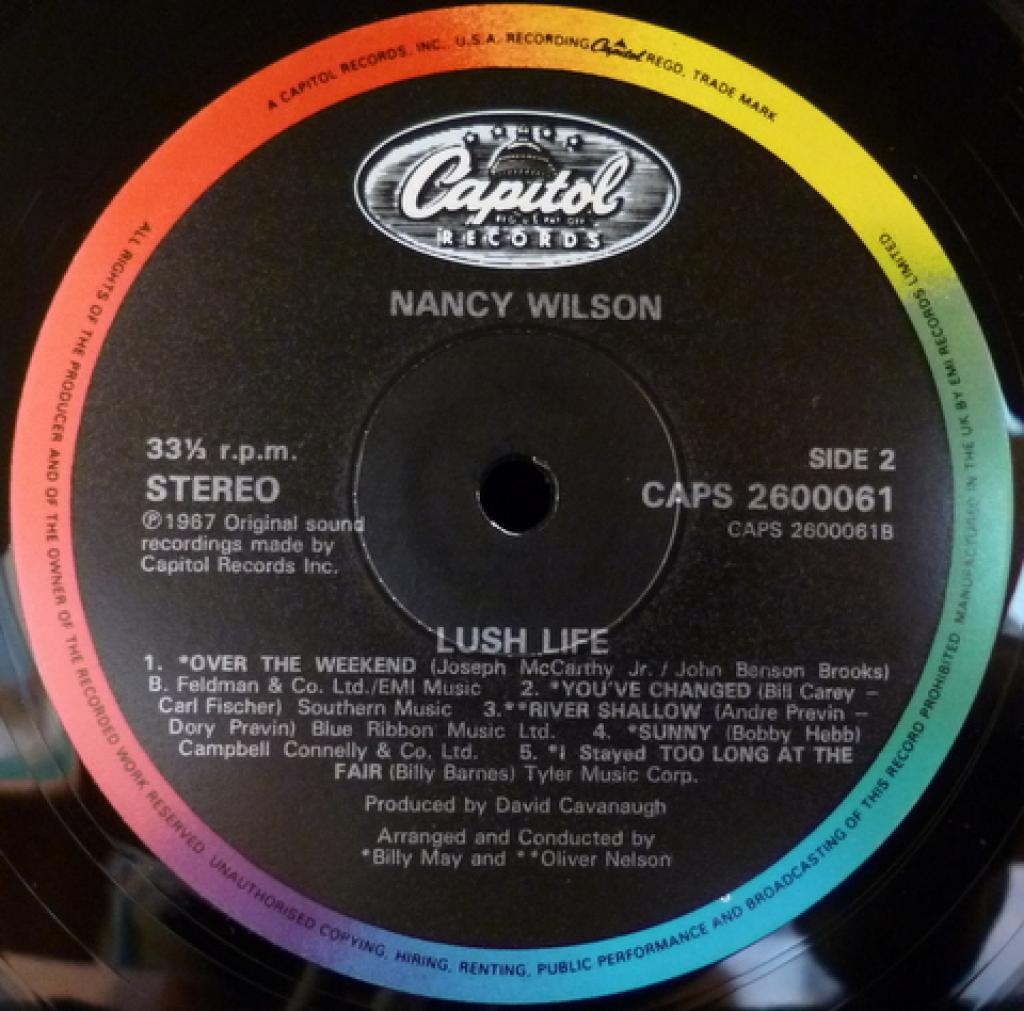 A CAPITOL RECORDS, INC., U.S.A. RECORDING Capitol REGD. TRADE MARK
Capitol
RECORDS
NANCY WILSON
33⅓ r.p.m.
STEREO
℗1967 Original sound
recordings made by
Capitol Records Inc.
SIDE 2
CAPS 2600061
CAPS 2600061B
LUSH LIFE
1. *OVER THE WEEKEND (Joseph McCarthy Jr. / John Benson Brooks)
B. Feldman & Co. Ltd./EMI Music 2. *YOU'VE CHANGED (Bill Carey –
Carl Fischer) Southern Music 3.**RIVER SHALLOW (Andre Previn –
Dory Previn) Blue Ribbon Music Ltd. 4. *SUNNY (Bobby Hebb)
Campbell Connelly & Co. Ltd. 5. *I Stayed TOO LONG AT THE
FAIR (Billy Barnes) Tyler Music Corp.
Produced by David Cavanaugh
Arranged and Conducted by
*Billy May and **Oliver Nelson
ALL RIGHTS OF THE PRODUCER AND OF THE OWNER OF THE RECORDED WORK RESERVED. UNAUTHORISED COPYING, HIRING, RENTING, PUBLIC PERFORMANCE AND BROADCASTING OF THIS RECORD PROHIBITED MANUFACTURED IN THE UK BY EMI RECORDS LIMITED.